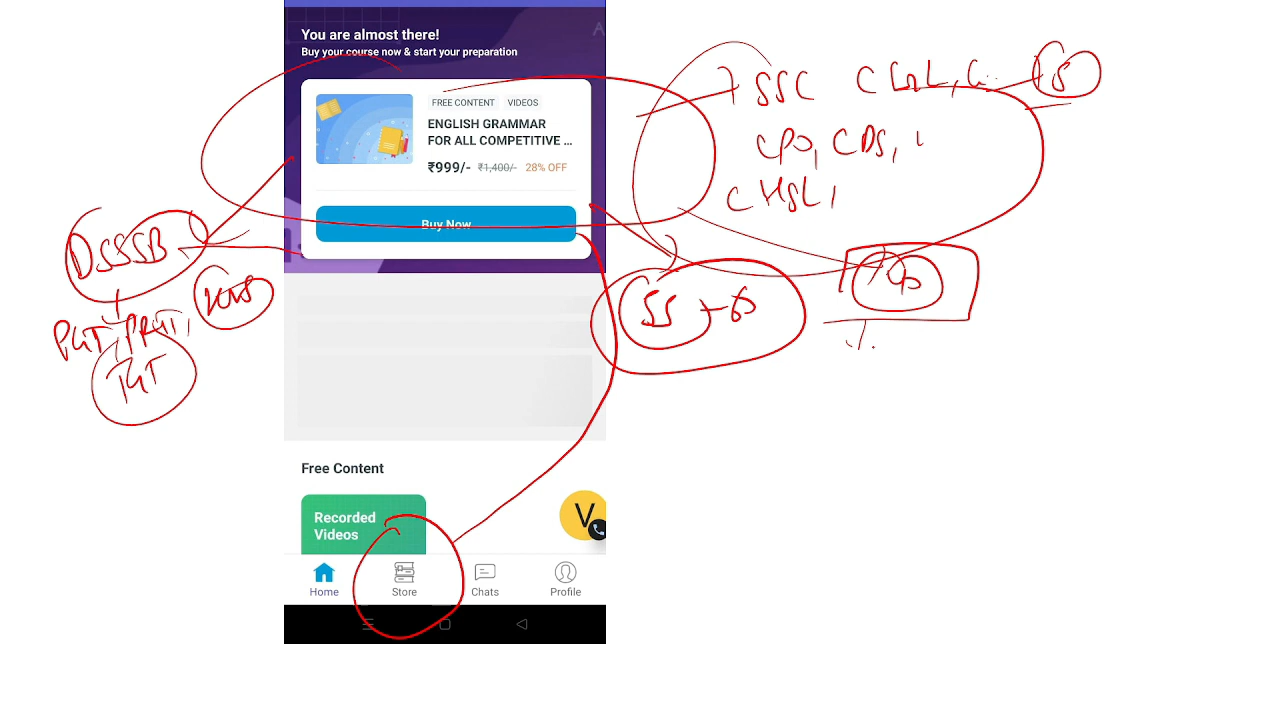 You are almost there!
Buy your course now & start your preparation
FREE CONTENT VIDEOS
ENGLISH GRAMMAR
FOR ALL COMPETITIVE ...
₹999/- ₹1,400/- 28% OFF
Buy Now
SSC CGL,
CPO, CDS,
CHSL,
DSSSB
KVS
PGT, PRT,
TGT
SS
Free Content
Recorded
Videos
V
Home Store Chats Profile